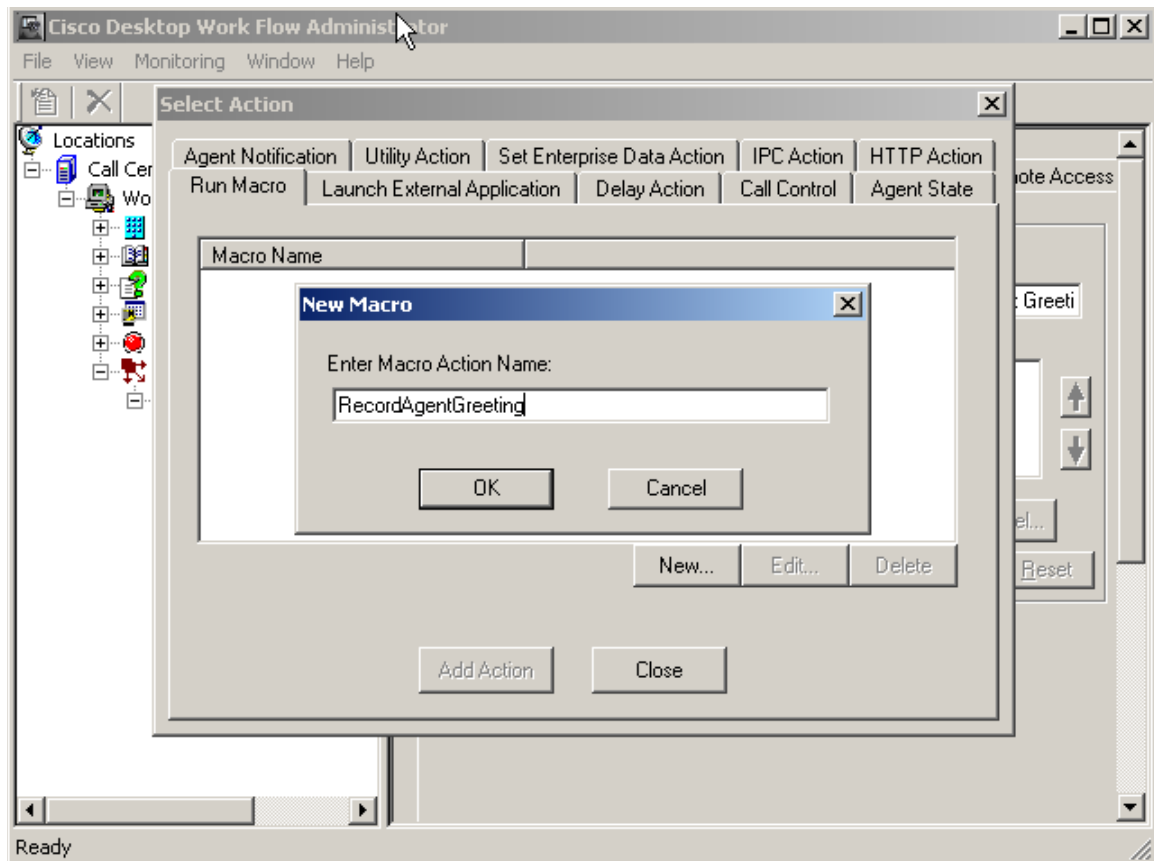 Cisco Desktop Work Flow Administrator
File View Monitoring Window Help
Select Action
Locations
Call Cer
Wo
Agent Notification Utility Action Set Enterprise Data Action IPC Action HTTP Action
Run Macro Launch External Application Delay Action Call Control Agent State
ote Access
Macro Name
New Macro
Enter Macro Action Name:
RecordAgentGreeting
OK Cancel
: Greeti
New... Edit... Delete
el...
Reset
Add Action Close
Ready